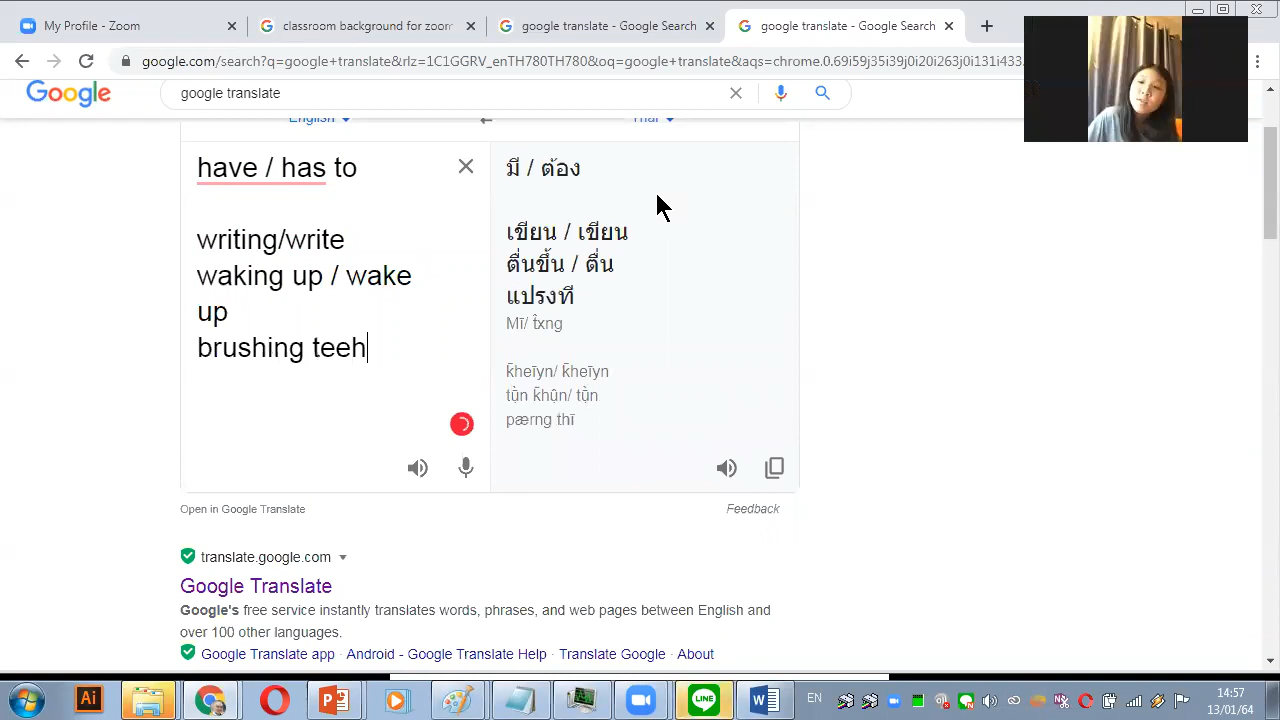 My Profile - Zoom
classroom background for zoom
google translate - Google Search
google translate - Google Search
google.com/search?q=google+translate&rlz=1C1GGRV_enTH780TH780&oq=google+translate&aqs=chrome.0.69i59j35i39j0i20i263j0i131i433
Google
google translate
English
Thai
have / has to
มี / ต้อง
writing/write
เขียน / เขียน
waking up / wake
ตื่นขึ้น / ตื่น
up
แปรงที
brushing teeh
Mī/ t̂xng
k̄heīyn/ k̄heīyn
tụ̄̀n k̄hụ̂n/ tụ̄̀n
pærng thī
Open in Google Translate
Feedback
translate.google.com
Google Translate
Google's free service instantly translates words, phrases, and web pages between English and
over 100 other languages.
Google Translate app · Android - Google Translate Help · Translate Google · About
Ai
LINE
EN
14:57
13/01/64